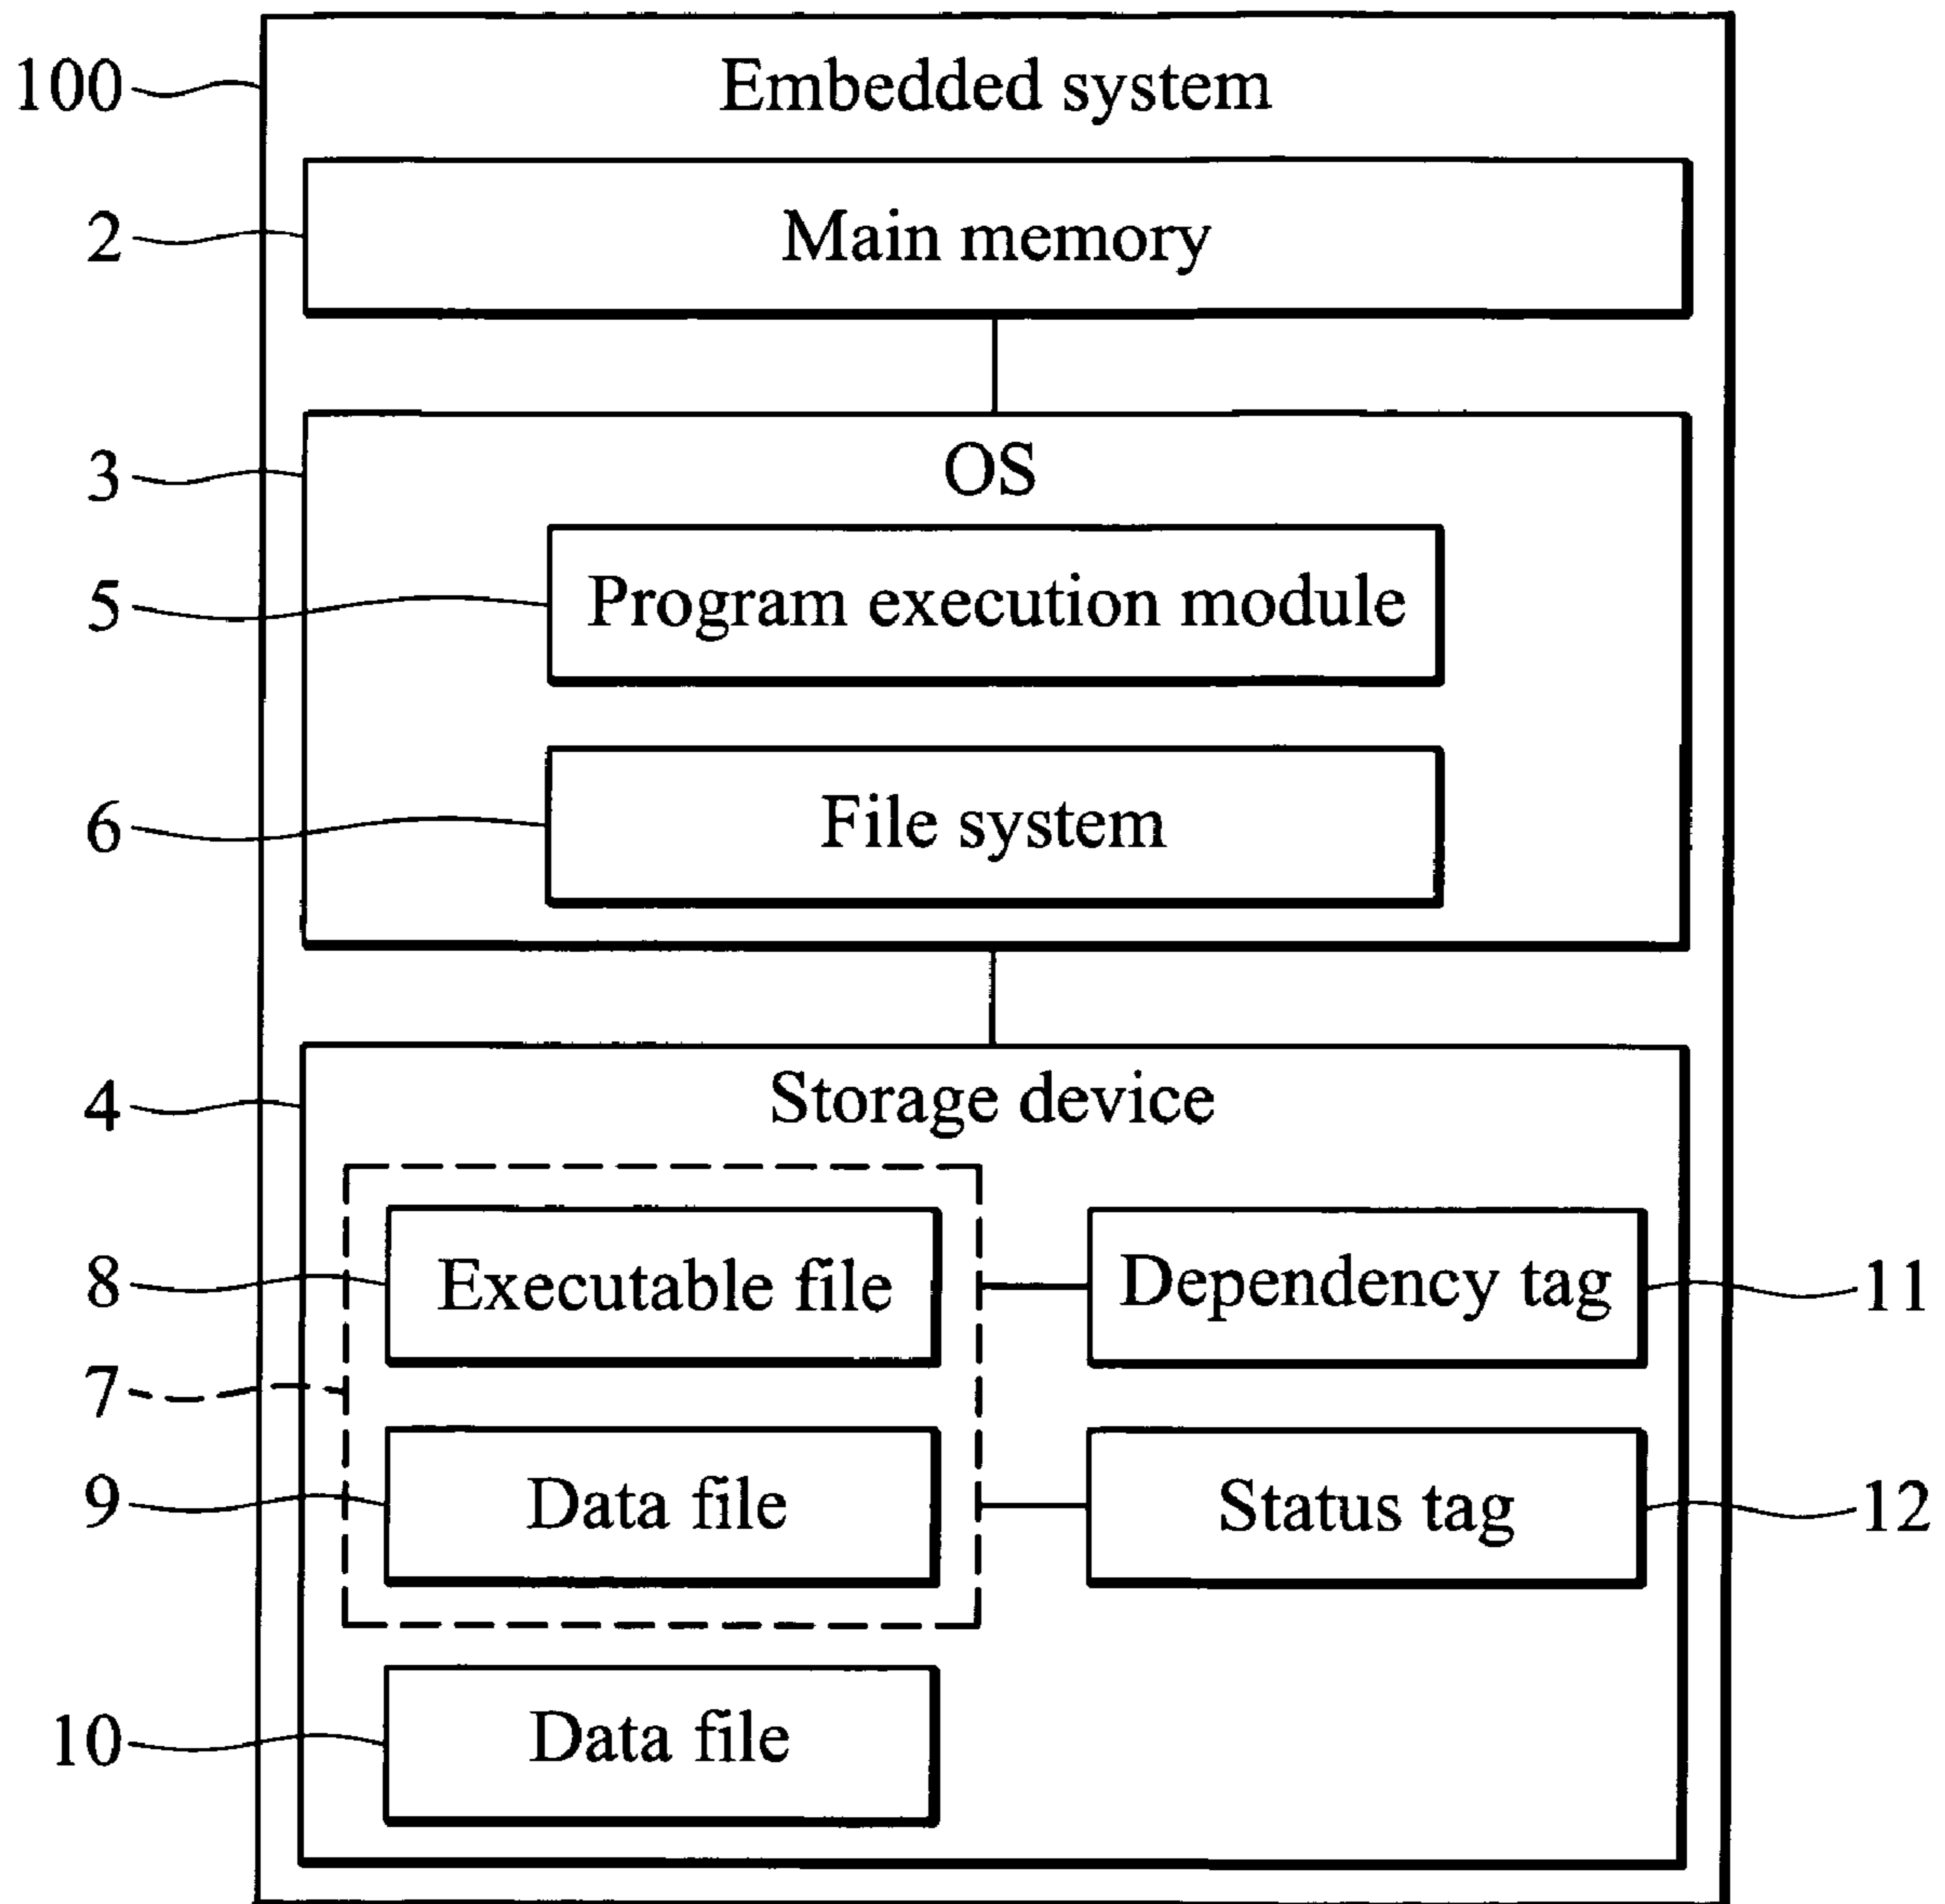 100 Embedded system
2 Main memory
3 OS
5 Program execution module
6 File system
4 Storage device
8 Executable file Dependency tag 11
7
9 Data file Status tag 12
10 Data file